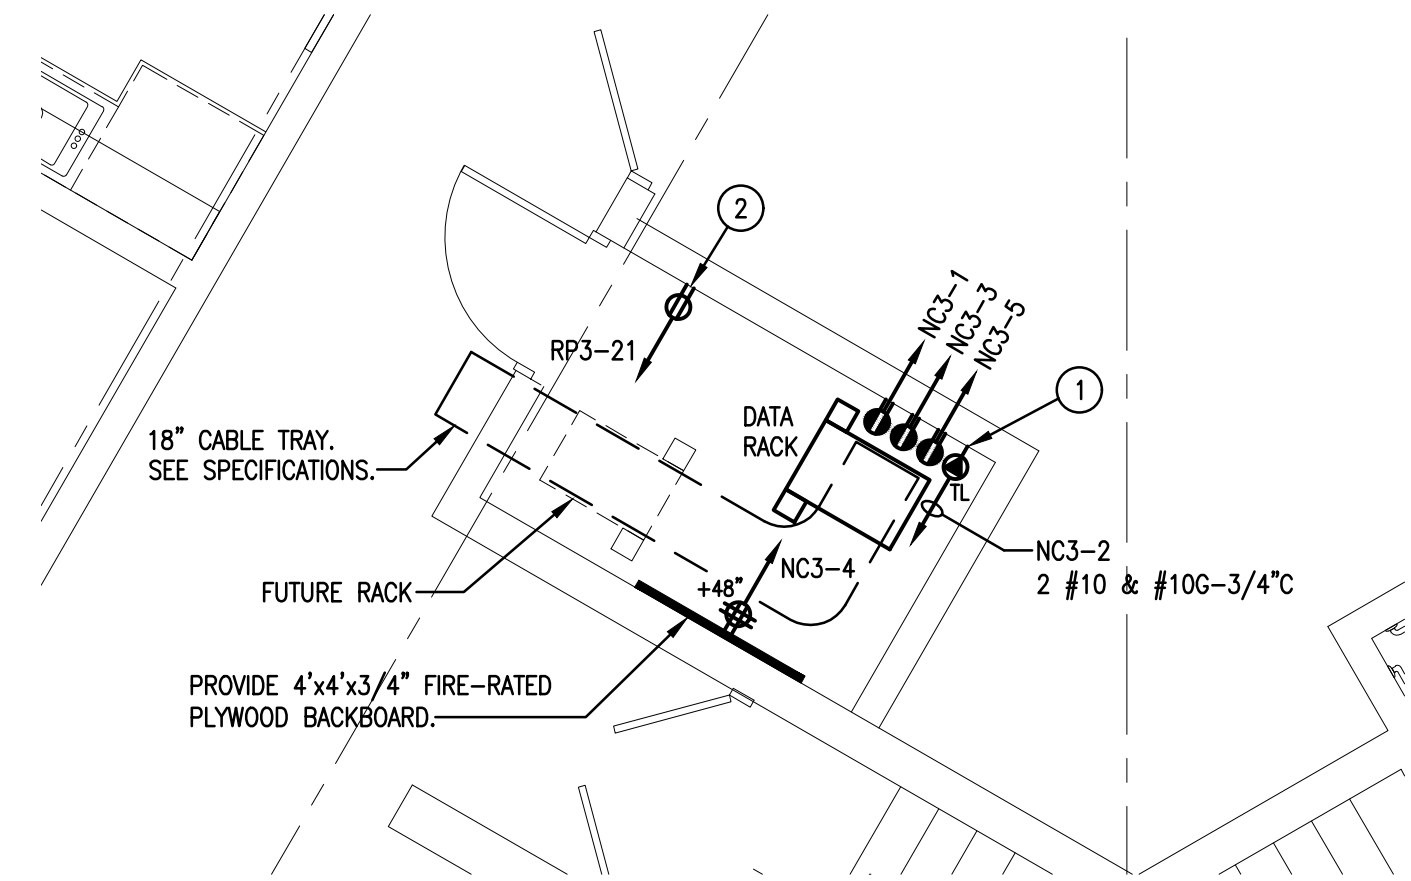 2
NC3-1
NC3-3
NC3-5
RP3-21
1
DATA
RACK
18" CABLE TRAY.
SEE SPECIFICATIONS.
TL
NC3-2
2 #10 & #10G-3/4"C
NC3-4
+48"
FUTURE RACK
PROVIDE 4'x4'x3/4" FIRE-RATED
PLYWOOD BACKBOARD.